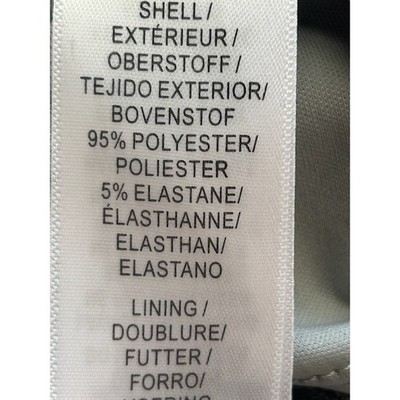 SHELL/
EXTÉRIEUR/
OBERSTOFF/
TEJIDO EXTERIOR/
BOVENSTOF
95% POLYESTER/
POLIESTER
5% ELASTANE/
ÉLASTHANNE/
ELASTHAN/
ELASTANO
LINING/
DOUBLURE/
FUTTER/
FORRO/